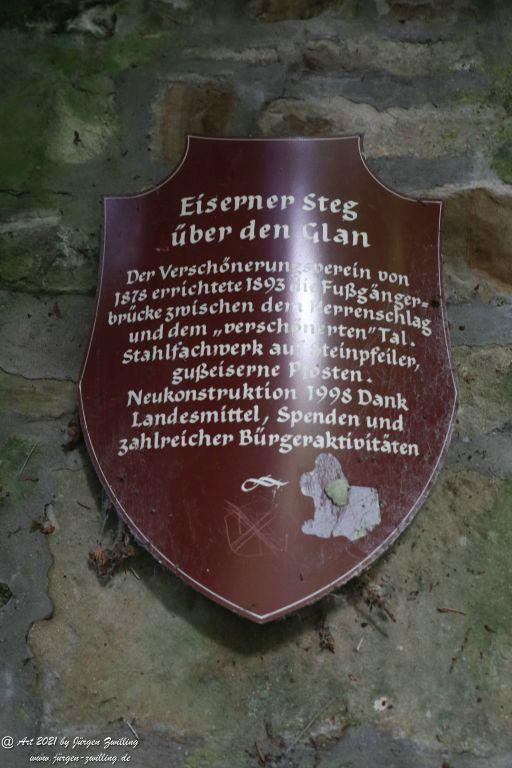 Eiserner Steg
über den Glan
Der Verschönerungsverein von
1878 errichtete 1893 die Fußgänger-
brücke zwischen dem Herrenschlag
und dem „verschönerten" Tal.
Stahlfachwerk auf Steinpfeiler,
gußeiserne Pfosten.
Neukonstruktion 1998 Dank
Landesmittel, Spenden und
zahlreicher Bürgeraktivitäten
@ Art 2021 by Jürgen Zwilling
www.jürgen-zwilling.de